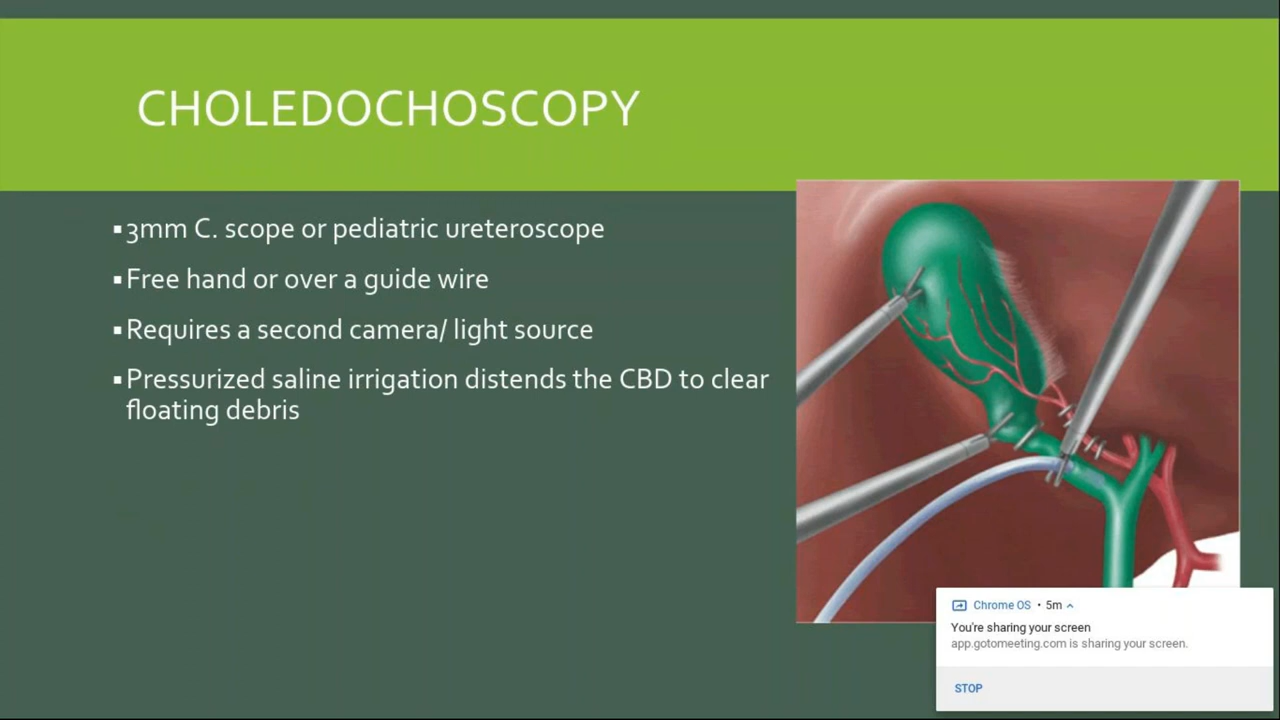 CHOLEDOCHOSCOPY
▪3mm C. scope or pediatric ureteroscope
▪Free hand or over a guide wire
▪Requires a second camera/ light source
▪Pressurized saline irrigation distends the CBD to clear
floating debris
Chrome OS • 5m
You're sharing your screen
app.gotomeeting.com is sharing your screen.
STOP